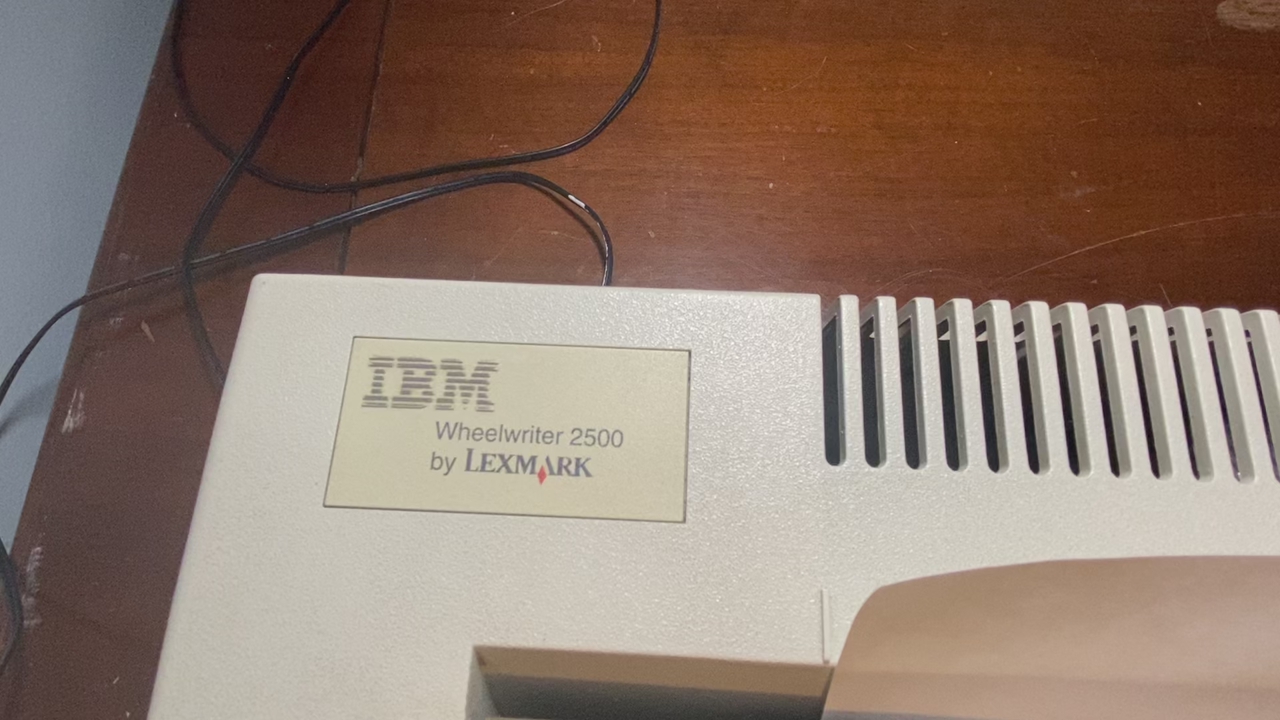 IBM
Wheelwriter 2500
by LEXMARK